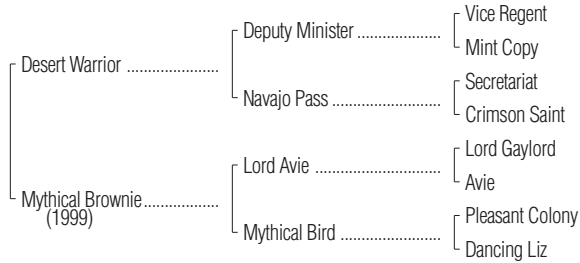 Vice Regent
Deputy Minister ....................
Mint Copy
Desert Warrior ......................
Secretariat
Navajo Pass ..........................
Crimson Saint
Lord Gaylord
Lord Avie ...............................
Avie
Mythical Brownie..................
(1999)
Pleasant Colony
Mythical Bird ........................
Dancing Liz